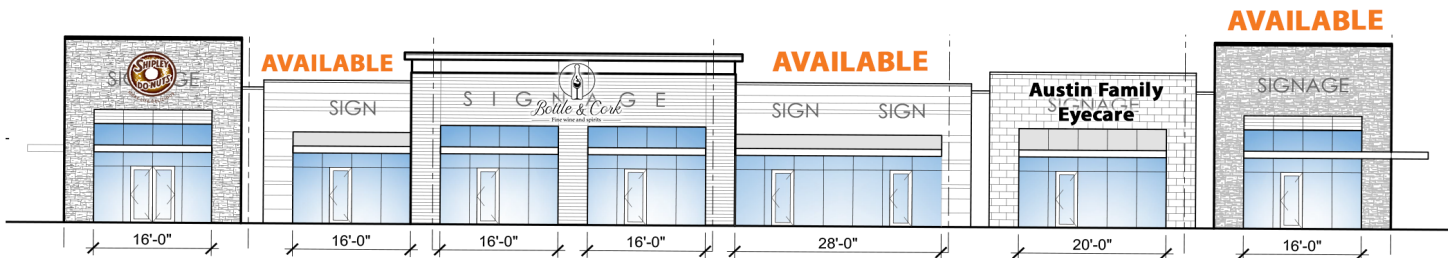 AVAILABLE
AVAILABLE
AVAILABLE
SIGNAGE
SHIPLEY
DO-NUTS
SIGN
SIGNAGE
Bottle & Cork
Fine wine and spirits
SIGN SIGN
SIGNAGE
Austin Family
Eyecare
SIGNAGE
16'-0" 16'-0" 16'-0" 16'-0" 28'-0" 20'-0" 16'-0"